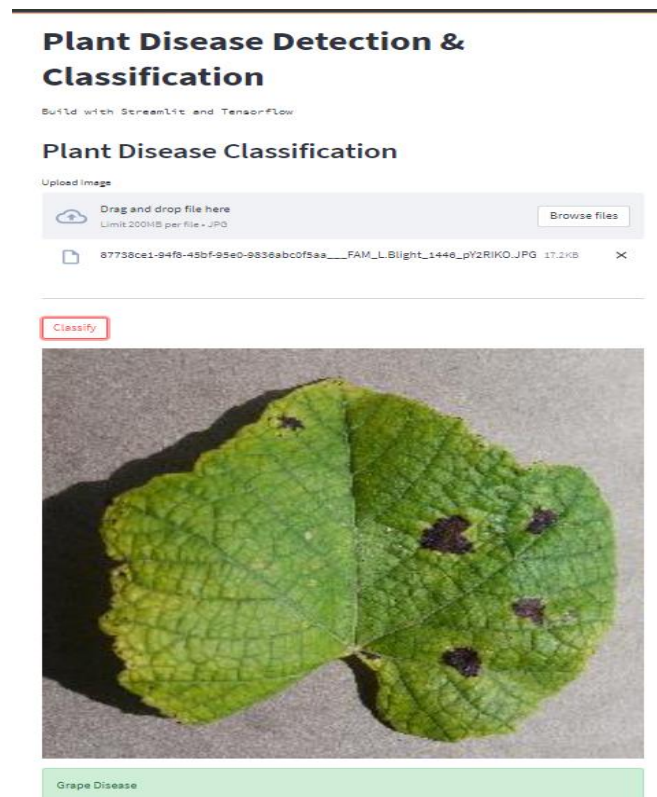 Plant Disease Detection &
Classification
Build with Streamlit and Tensorflow
Plant Disease Classification
Upload Image
Drag and drop file here
Limit 200MB per file • JPG
Browse files
87738ce1-94f8-45bf-95e0-9836abc0f5aa___FAM_L.Blight_1446_pY2RIKO.JPG 17.2KB
Classify
Grape Disease